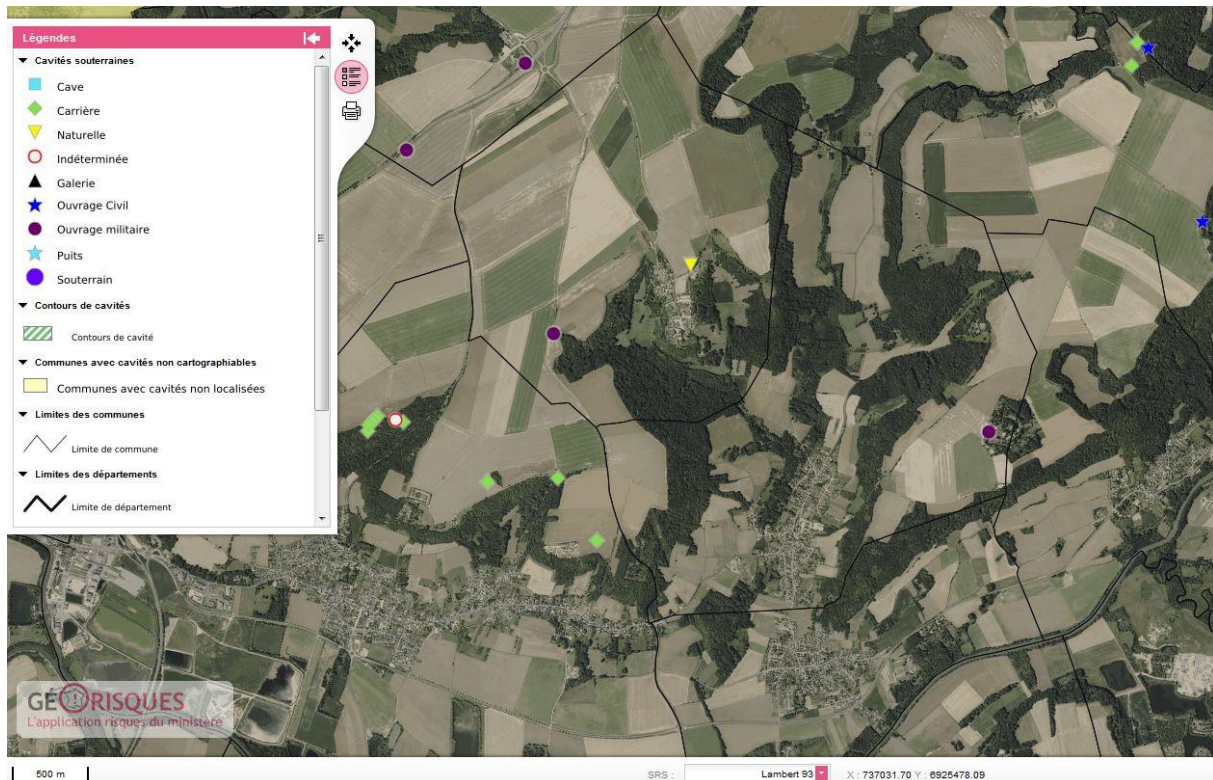 Légendes
Cavités souterraines
Cave
Carrière
Naturelle
Indéterminée
Galerie
Ouvrage Civil
Ouvrage militaire
Puits
Souterrain
Contours de cavités
Contours de cavité
Communes avec cavités non cartographiables
Communes avec cavités non localisées
Limites des communes
Limite de commune
Limites des départements
Limite de département
GÉORISQUES
L'application risques du ministère
500 m
SRS : Lambert 93 X : 737031.70 Y : 6925478.09